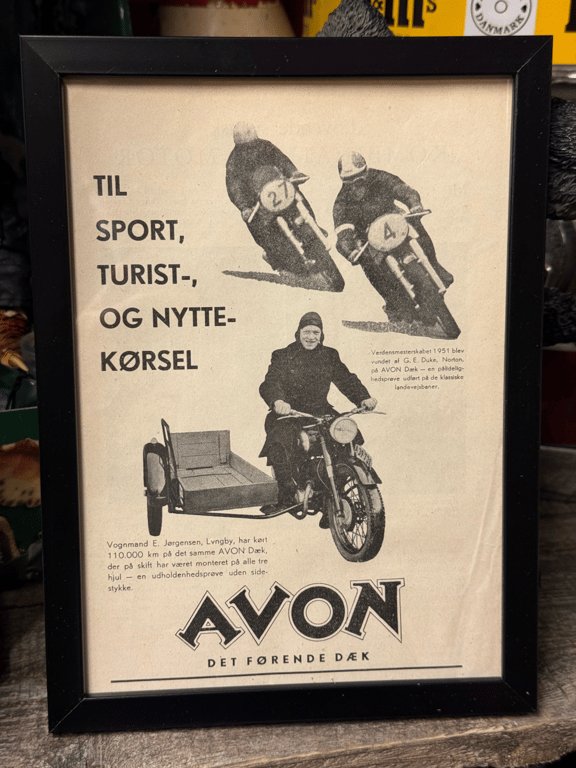 DANMARK
TIL
SPORT,
TURIST-,
OG NYTTE-
KØRSEL
27
4
Verdensmesterskabet 1951 blev
vundet af G. E. Duke, Norton,
på AVON Dæk — en pålidelig-
hedsprøve udført på de klassiske
landevejsbaner.
Vognmand E. Jørgensen, Lyngby, har kørt
110.000 km på det samme AVON Dæk,
der på skift har været monteret på alle tre
hjul — en udholdenhedsprøve uden side-
stykke.
AVON
DET FØRENDE DÆK